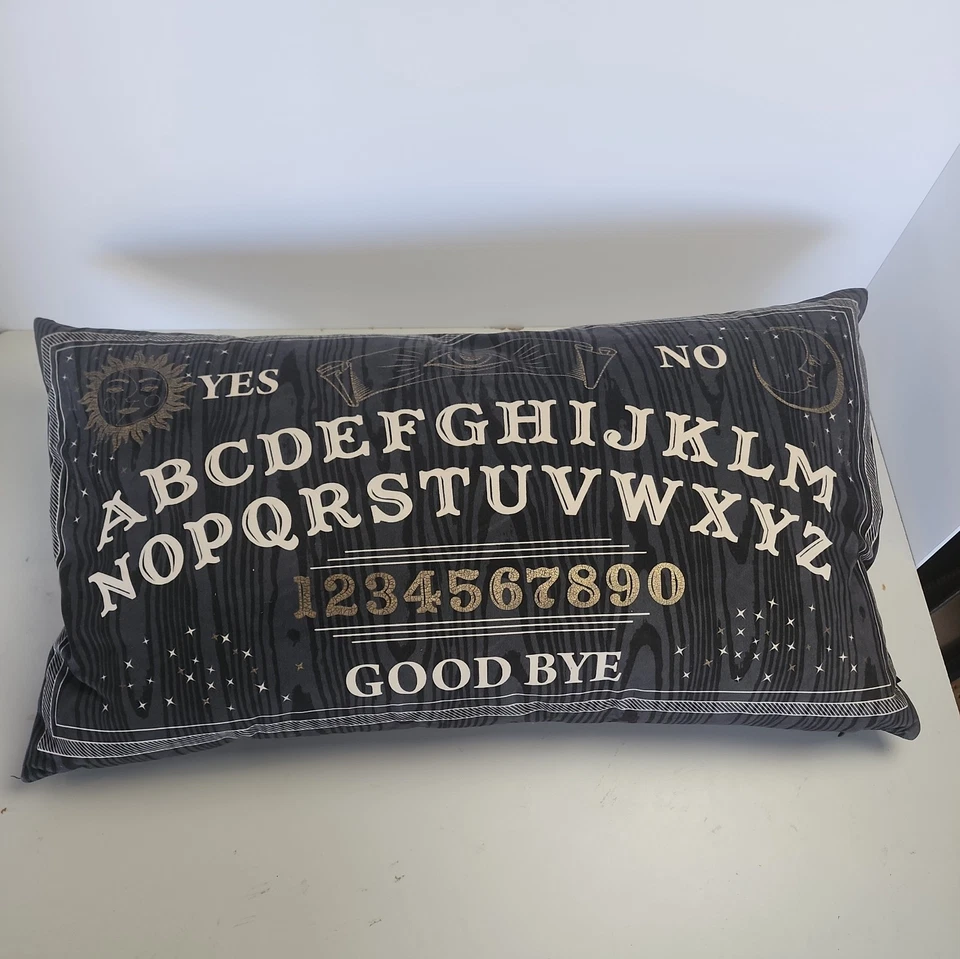 YES NO
ABCDEFGHIJKLM
NOPQRSTUVWXYZ
1234567890
GOOD BYE